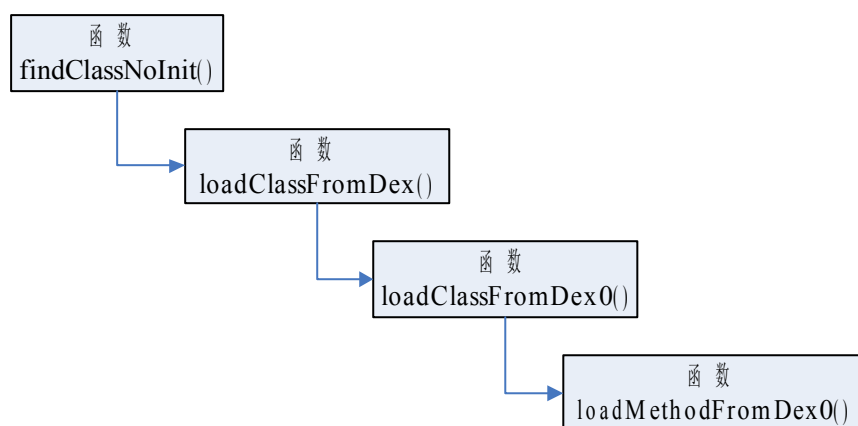 函 数
findClassNoInit()
函 数
loadClassFromDex()
函 数
loadClassFromDex0()
函 数
loadMethodFromDex0()